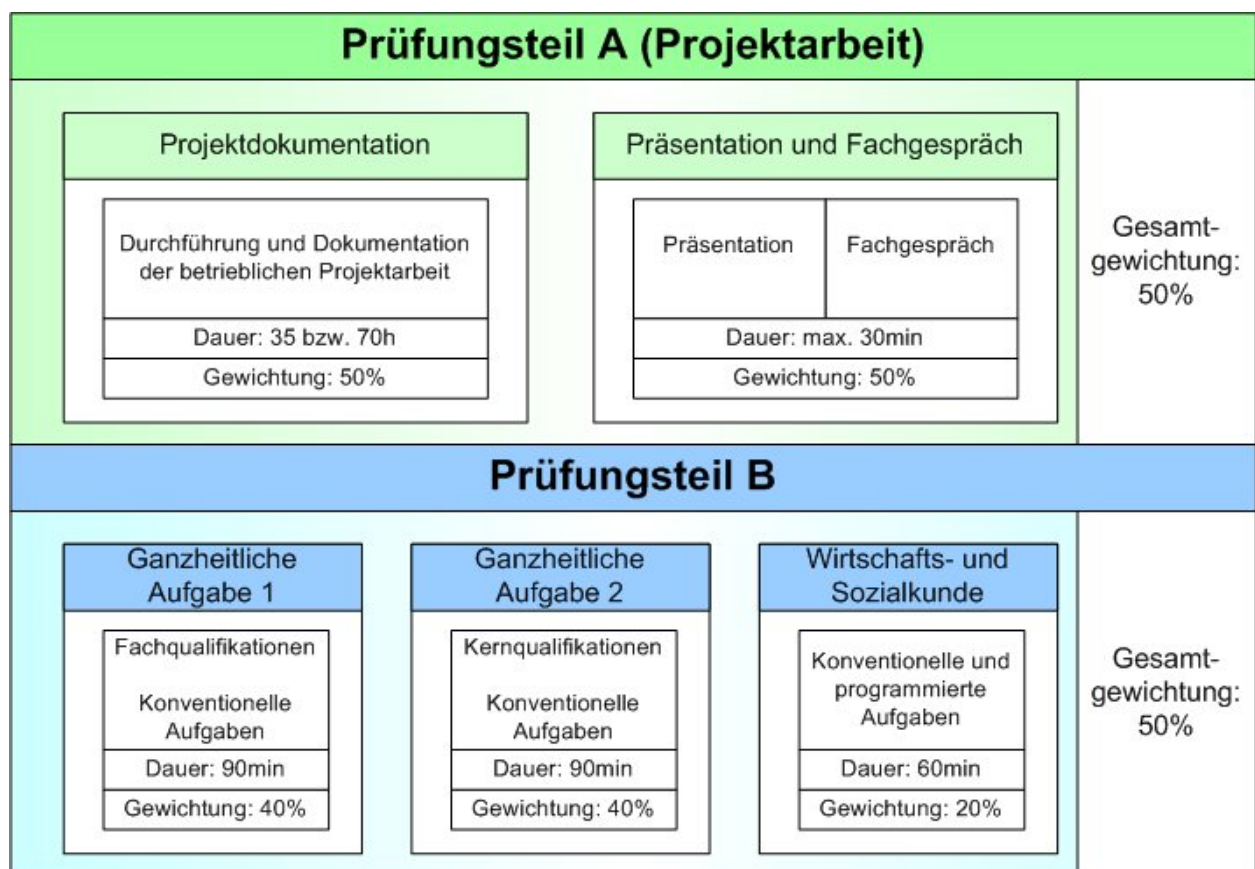 Prüfungsteil A (Projektarbeit)
Projektdokumentation
Durchführung und Dokumentation
der betrieblichen Projektarbeit
Dauer: 35 bzw. 70h
Gewichtung: 50%
Präsentation und Fachgespräch
Präsentation
Fachgespräch
Dauer: max. 30min
Gewichtung: 50%
Gesamt-
gewichtung:
50%
Prüfungsteil B
Ganzheitliche
Aufgabe 1
Fachqualifikationen
Konventionelle
Aufgaben
Dauer: 90min
Gewichtung: 40%
Ganzheitliche
Aufgabe 2
Kernqualifikationen
Konventionelle
Aufgaben
Dauer: 90min
Gewichtung: 40%
Wirtschafts- und
Sozialkunde
Konventionelle und
programmierte
Aufgaben
Dauer: 60min
Gewichtung: 20%
Gesamt-
gewichtung:
50%